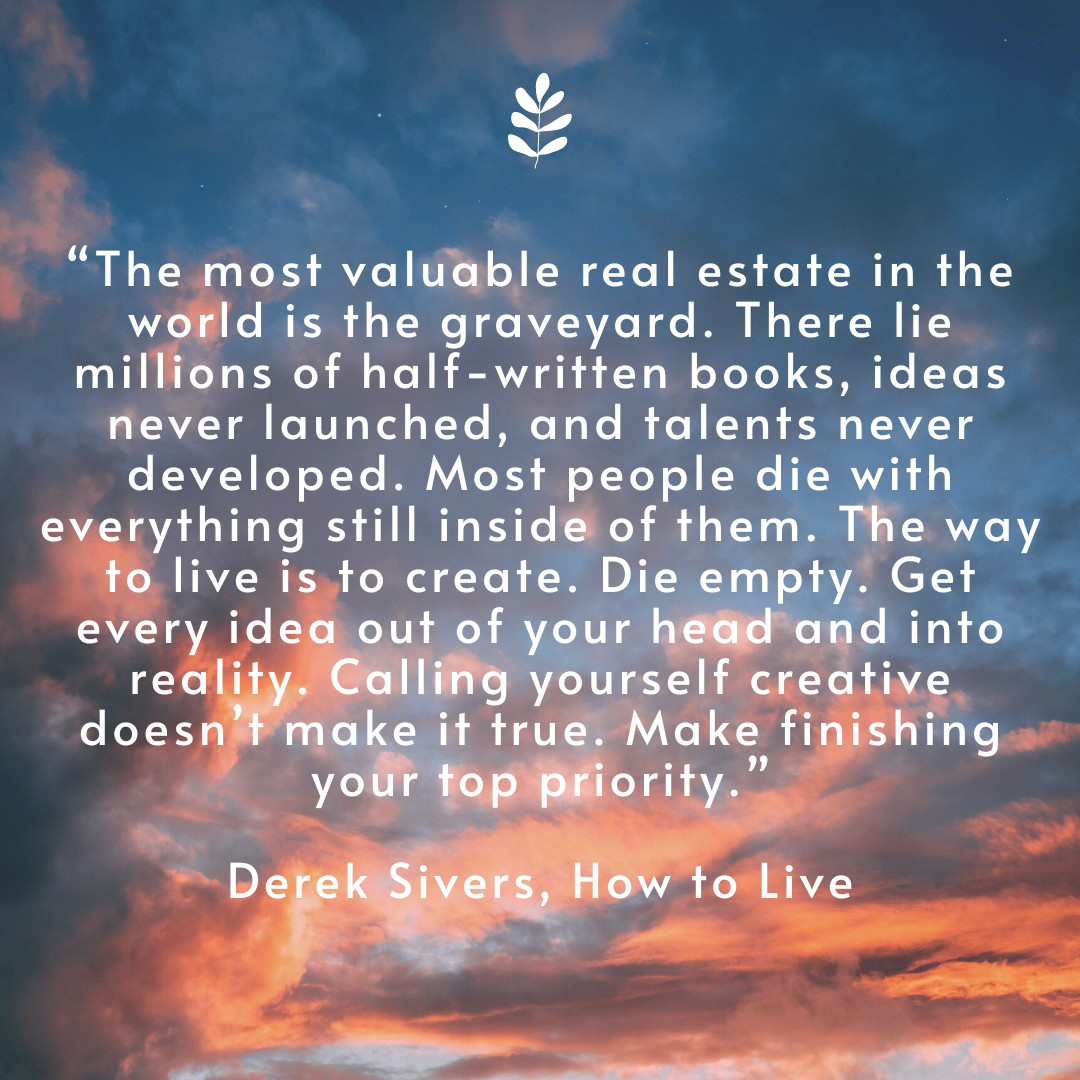 “The most valuable real estate in the
world is the graveyard. There lie
millions of half-written books, ideas
never launched, and talents never
developed. Most people die with
everything still inside of them. The way
to live is to create. Die empty. Get
every idea out of your head and into
reality. Calling yourself creative
doesn’t make it true. Make finishing
your top priority.”
Derek Sivers, How to Live